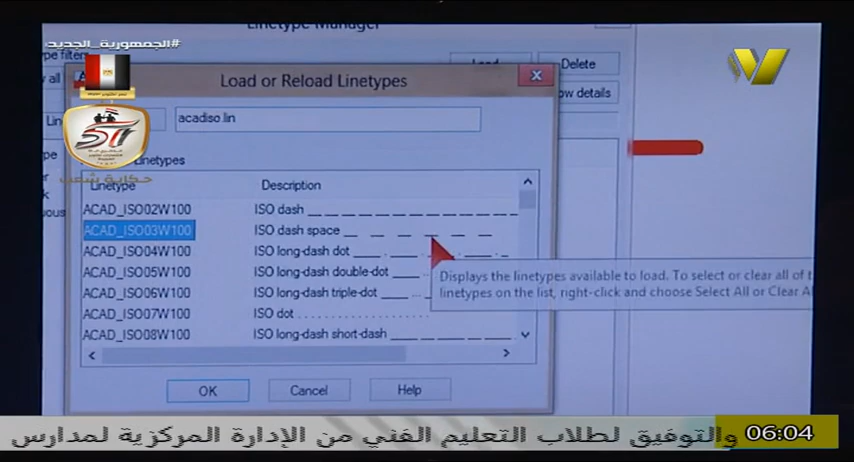 Linetype Manager
#الجمهورية_الجديدة
Load
Delete
Load or Reload Linetypes
acadiso.lin
Linetypes
Linetype
Description
ACAD_ISO02W100 ISO dash
ACAD_ISO03W100 ISO dash space
ACAD_ISO04W100 ISO long-dash dot
ACAD_ISO05W100 ISO long-dash double-dot
ACAD_ISO06W100 ISO long-dash triple-dot
ACAD_ISO07W100 ISO dot
ACAD_ISO08W100 ISO long-dash short-dash
Displays the linetypes available to load. To select or clear all of
linetypes on the list, right-click and choose Select All or Clear
OK
Cancel
Help
حكاية شعب
والتوفيق لطلاب التعليم الفني من الإدارة المركزية لمدارس
06:04